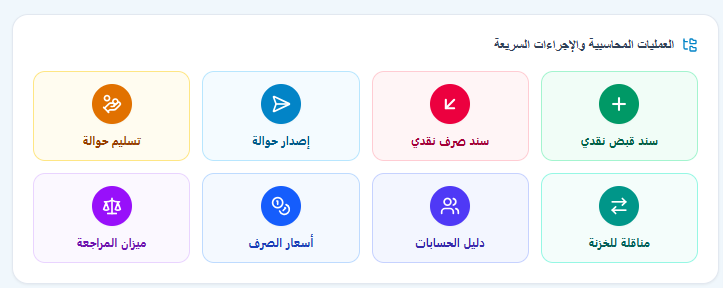 العمليات المحاسبية والإجراءات السريعة
سند قبض نقدي
سند صرف نقدي
إصدار حوالة
تسليم حوالة
مناقلة للخزنة
دليل الحسابات
أسعار الصرف
ميزان المراجعة